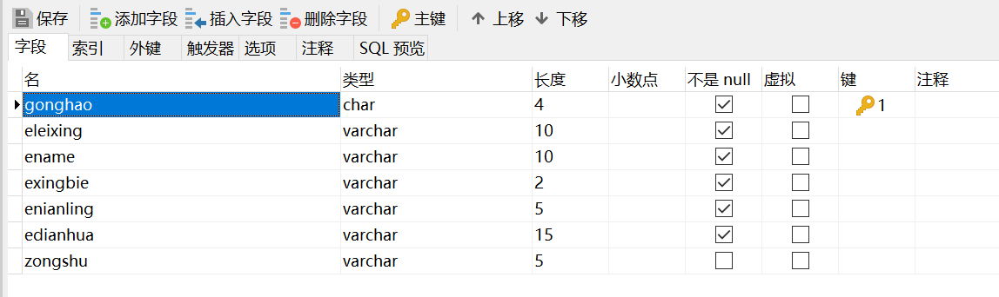 保存 添加字段 插入字段 删除字段 主键 上移 下移
字段 索引 外键 触发器 选项 注释 SQL 预览
名 类型 长度 小数点 不是 null 虚拟 键 注释
gonghao char 4 1
eleixing varchar 10
ename varchar 10
exingbie varchar 2
enianling varchar 5
edianhua varchar 15
zongshu varchar 5